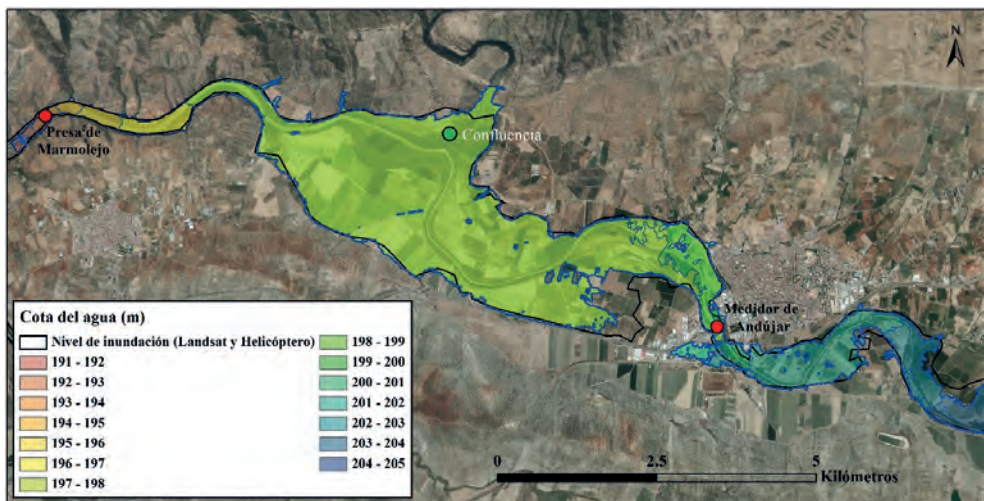 N
Presa de
Marmolejo
Confluencia
Medidor de
Andújar
Cota del agua (m)
Nivel de inundación (Landsat y Helicóptero)
191 - 192
192 - 193
193 - 194
194 - 195
195 - 196
196 - 197
197 - 198
198 - 199
199 - 200
200 - 201
201 - 202
202 - 203
203 - 204
204 - 205
0 2.5 5
Kilómetros